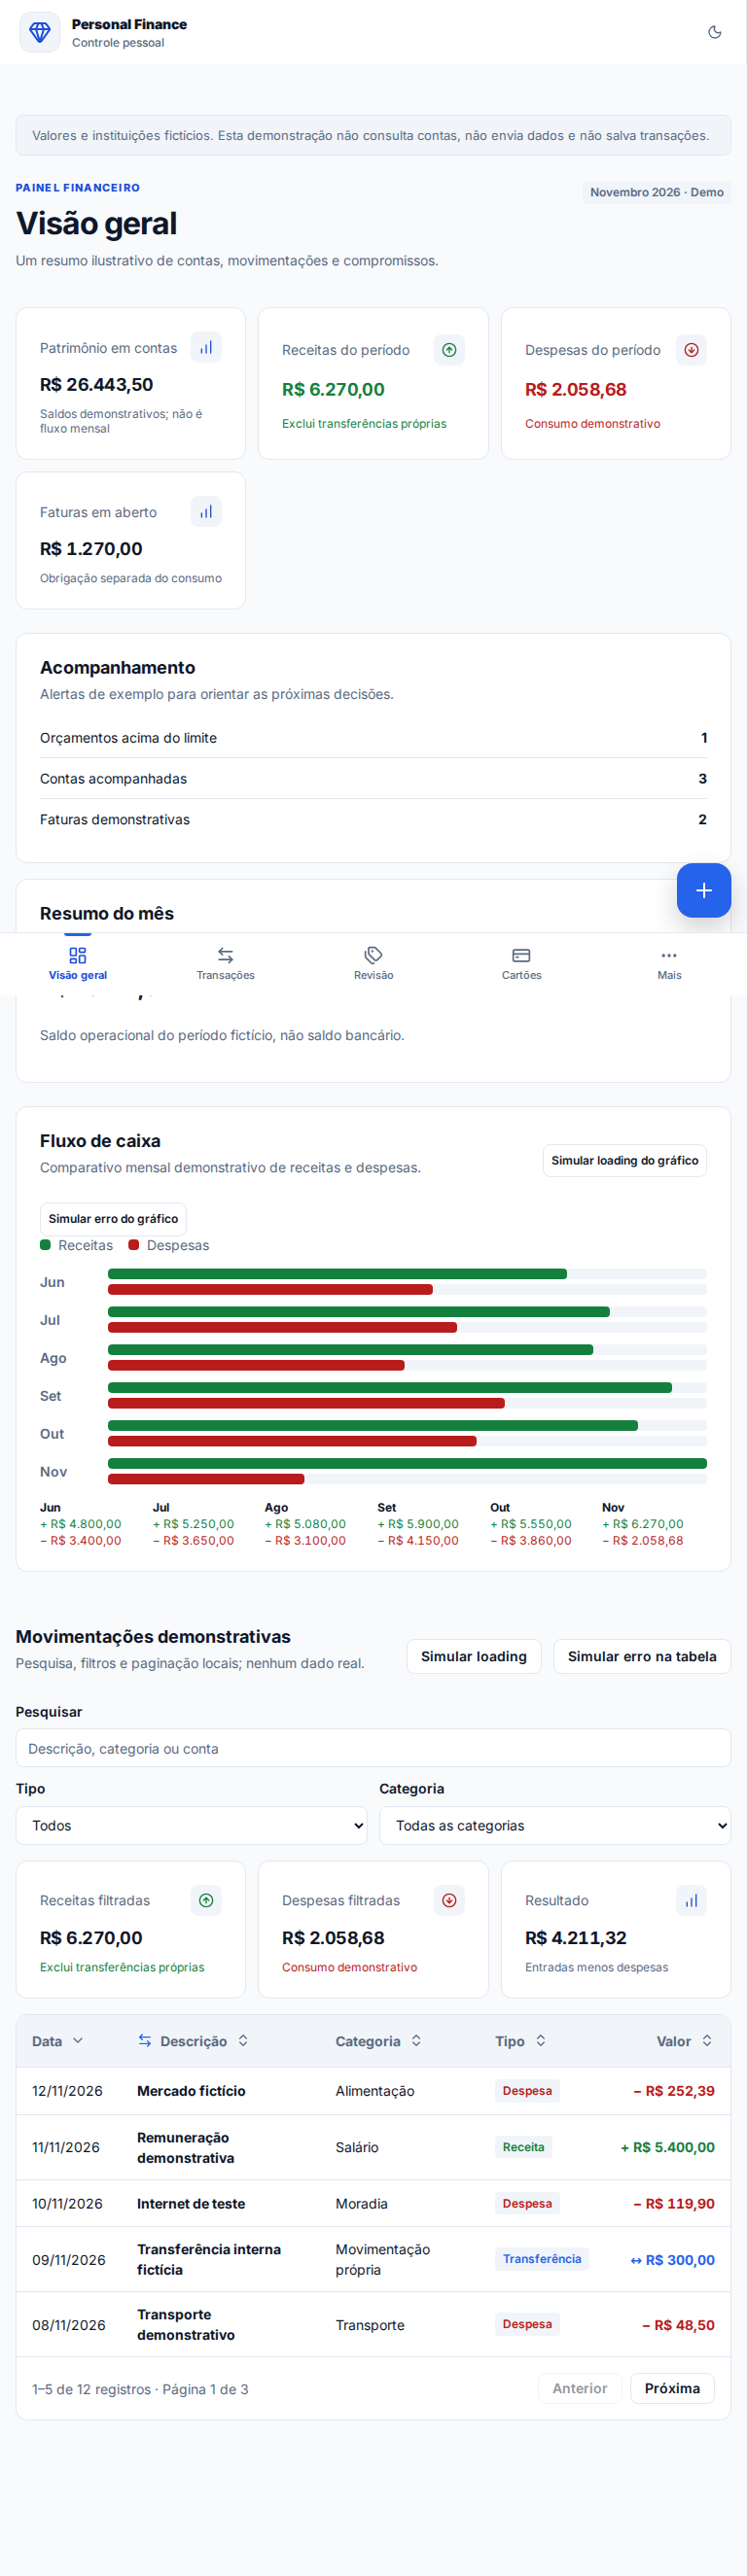 Personal Finance
Controle pessoal
Valores e instituições fictícios. Esta demonstração não consulta contas, não envia dados e não salva transações.
PAINEL FINANCEIRO
Novembro 2026 · Demo
Visão geral
Um resumo ilustrativo de contas, movimentações e compromissos.
Patrimônio em contas
R$ 26.443,50
Saldos demonstrativos; não é
fluxo mensal
Receitas do período
R$ 6.270,00
Exclui transferências próprias
Despesas do período
R$ 2.058,68
Consumo demonstrativo
Faturas em aberto
R$ 1.270,00
Obrigação separada do consumo
Acompanhamento
Alertas de exemplo para orientar as próximas decisões.
Orçamentos acima do limite 1
Contas acompanhadas 3
Faturas demonstrativas 2
Resumo do mês
Visão geral
Transações
Revisão
Cartões
Mais
Saldo operacional do período fictício, não saldo bancário.
Fluxo de caixa
Comparativo mensal demonstrativo de receitas e despesas.
Simular loading do gráfico
Simular erro do gráfico
Receitas Despesas
Jun
Jul
Ago
Set
Out
Nov
Jun Jul Ago Set Out Nov
+ R$ 4.800,00 + R$ 5.250,00 + R$ 5.080,00 + R$ 5.900,00 + R$ 5.550,00 + R$ 6.270,00
− R$ 3.400,00 − R$ 3.650,00 − R$ 3.100,00 − R$ 4.150,00 − R$ 3.860,00 − R$ 2.058,68
Movimentações demonstrativas
Pesquisa, filtros e paginação locais; nenhum dado real.
Simular loading
Simular erro na tabela
Pesquisar
Descrição, categoria ou conta
Tipo Categoria
Todos Todas as categorias
Receitas filtradas
R$ 6.270,00
Exclui transferências próprias
Despesas filtradas
R$ 2.058,68
Consumo demonstrativo
Resultado
R$ 4.211,32
Entradas menos despesas
Data Descrição Categoria Tipo Valor
12/11/2026 Mercado fictício Alimentação Despesa − R$ 252,39
11/11/2026 Remuneração demonstrativa Salário Receita + R$ 5.400,00
10/11/2026 Internet de teste Moradia Despesa − R$ 119,90
09/11/2026 Transferência interna fictícia Movimentação própria Transferência ↔ R$ 300,00
08/11/2026 Transporte demonstrativo Transporte Despesa − R$ 48,50
1–5 de 12 registros · Página 1 de 3
Anterior
Próxima